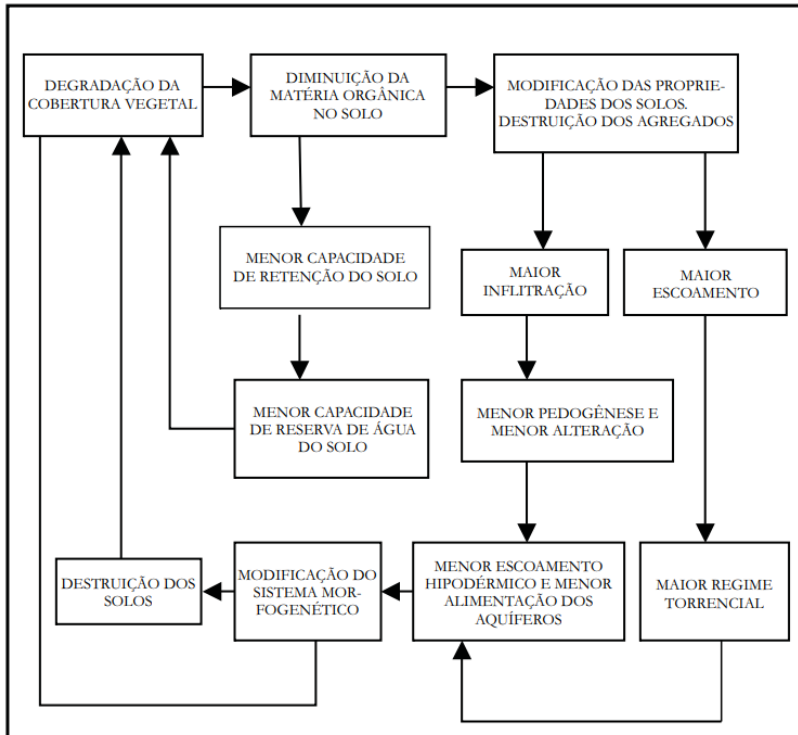 DEGRADAÇÃO DA
COBERTURA VEGETAL
DIMINUIÇÃO DA
MATÉRIA ORGÂNICA
NO SOLO
MODIFICAÇÃO DAS PROPRIE-
DADES DOS SOLOS.
DESTRUIÇÃO DOS AGREGADOS
MENOR CAPACIDADE
DE RETENÇÃO DO SOLO
MAIOR
INFLITRAÇÃO
MAIOR
ESCOAMENTO
MENOR CAPACIDADE
DE RESERVA DE ÁGUA
DO SOLO
MENOR PEDOGÊNESE E
MENOR ALTERAÇÃO
DESTRUIÇÃO DOS
SOLOS
MODIFICAÇÃO DO
SISTEMA MOR-
FOGENÉTICO
MENOR ESCOAMENTO
HIPODÉRMICO E MENOR
ALIMENTAÇÃO DOS
AQUÍFEROS
MAIOR REGIME
TORRENCIAL